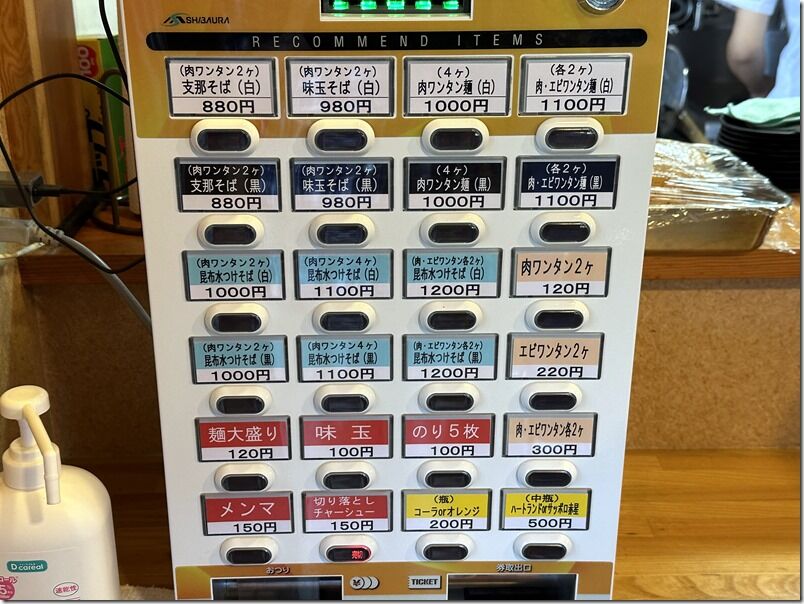 SHIBAURA
RECOMMEND ITEMS
(肉ワンタン2ヶ)
支那そば(白)
880円
(肉ワンタン2ヶ)
味玉そば(白)
980円
(4ヶ)
肉ワンタン麺(白)
1000円
(各2ヶ)
肉・エビワンタン麺(白)
1100円
(肉ワンタン2ヶ)
支那そば(黒)
880円
(肉ワンタン2ヶ)
味玉そば(黒)
980円
(4ヶ)
肉ワンタン麺(黒)
1000円
(各2ヶ)
肉・エビワンタン麺(黒)
1100円
(肉ワンタン2ヶ)
昆布水つけそば(白)
1000円
(肉ワンタン4ヶ)
昆布水つけそば(白)
1100円
(肉・エビワンタン各2ヶ)
昆布水つけそば(白)
1200円
肉ワンタン2ヶ
120円
(肉ワンタン2ヶ)
昆布水つけそば(黒)
1000円
(肉ワンタン4ヶ)
昆布水つけそば(黒)
1100円
(肉・エビワンタン各2ヶ)
昆布水つけそば(黒)
1200円
エビワンタン2ヶ
220円
麺大盛り
120円
味玉
100円
のり5枚
100円
肉・エビワンタン各2ヶ
300円
メンマ
150円
切り落とし
チャーシュー
150円
(瓶)
コーラorオレンジ
200円
(中瓶)
ハートランドorサッポロ赤星
500円
おつり
TICKET
券取出口
D careal
速乾性
100